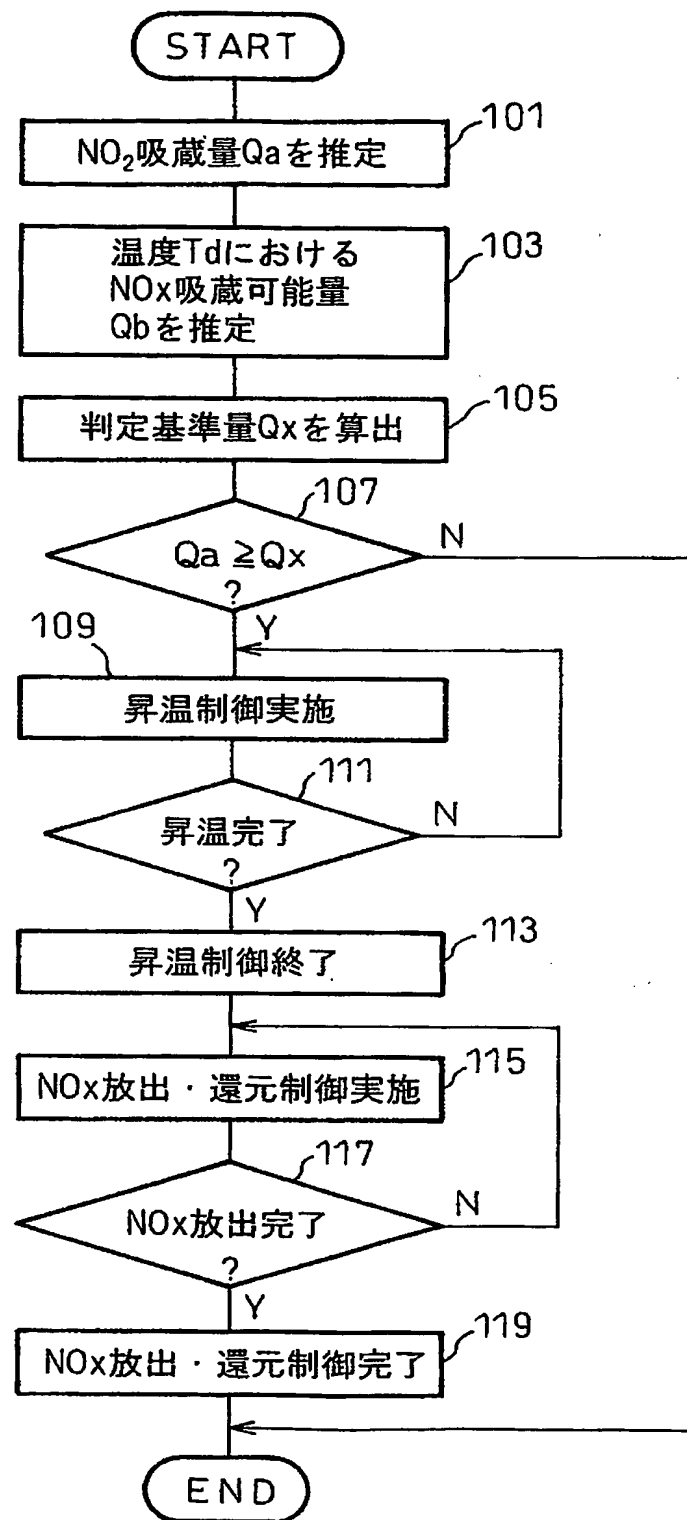 START
101
NO₂吸蔵量Qaを推定
103
温度Tdにおける
NOx吸蔵可能量
Qbを推定
105
判定基準量Qxを算出
107
Qa≧Qx
?
N
Y
109
昇温制御実施
111
昇温完了
?
N
Y
113
昇温制御終了
115
NOx放出・還元制御実施
117
NOx放出完了
?
N
Y
119
NOx放出・還元制御完了
END